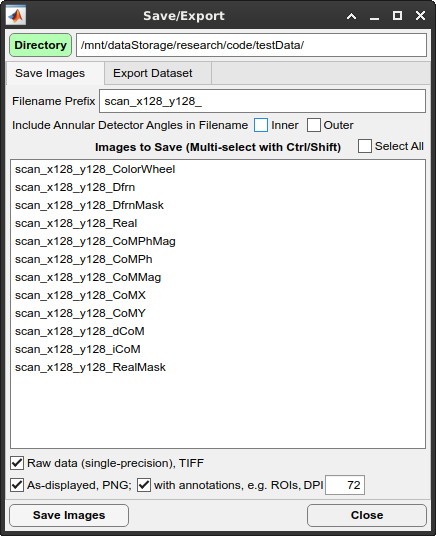 Save/Export
Directory /mnt/dataStorage/research/code/testData/
Save Images Export Dataset
Filename Prefix scan_x128_y128_
Include Annular Detector Angles in Filename Inner Outer
Images to Save (Multi-select with Ctrl/Shift) Select All
scan_x128_y128_ColorWheel
scan_x128_y128_Dfrn
scan_x128_y128_DfrnMask
scan_x128_y128_Real
scan_x128_y128_CoMPhMag
scan_x128_y128_CoMPh
scan_x128_y128_CoMMag
scan_x128_y128_CoMX
scan_x128_y128_CoMY
scan_x128_y128_dCoM
scan_x128_y128_iCoM
scan_x128_y128_RealMask
Raw data (single-precision), TIFF
As-displayed, PNG; with annotations, e.g. ROIs, DPI 72
Save Images Close